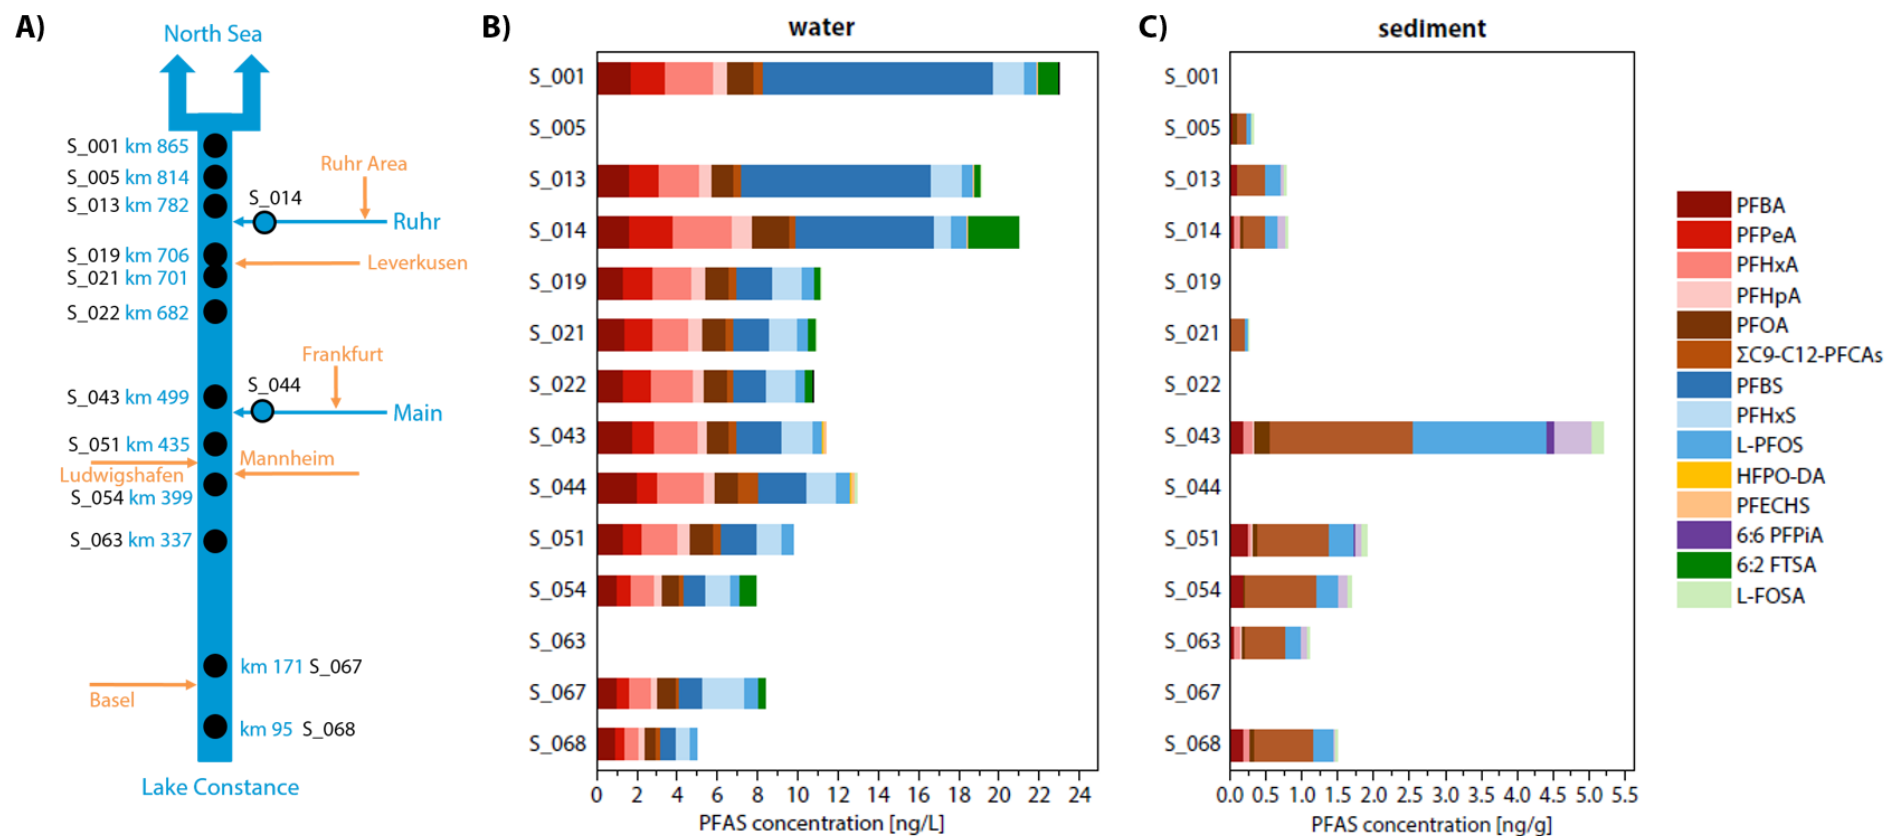 A)
North Sea
S_001 km 865
S_005 km 814
S_013 km 782
Ruhr Area
S_014
Ruhr
S_019 km 706
S_021 km 701
Leverkusen
S_022 km 682
Frankfurt
S_044
S_043 km 499
Main
S_051 km 435
Mannheim
Ludwigshafen
S_054 km 399
S_063 km 337
km 171 S_067
Basel
km 95 S_068
Lake Constance
B)
water
S_001
S_005
S_013
S_014
S_019
S_021
S_022
S_043
S_044
S_051
S_054
S_063
S_067
S_068
0 2 4 6 8 10 12 14 16 18 20 22 24
PFAS concentration [ng/L]
C)
sediment
S_001
S_005
S_013
S_014
S_019
S_021
S_022
S_043
S_044
S_051
S_054
S_063
S_067
S_068
0.0 0.5 1.0 1.5 2.0 2.5 3.0 3.5 4.0 4.5 5.0 5.5
PFAS concentration [ng/g]
PFBA
PFPeA
PFHxA
PFHpA
PFOA
ΣC9-C12-PFCAs
PFBS
PFHxS
L-PFOS
HFPO-DA
PFECHS
6:6 PFPiA
6:2 FTSA
L-FOSA